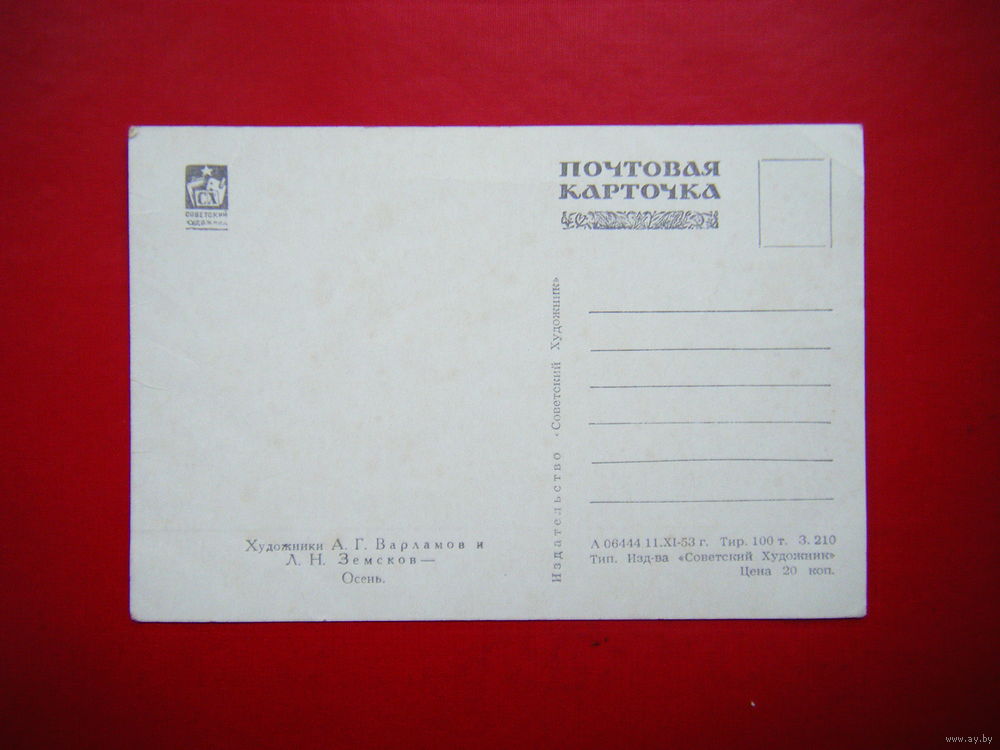 СХ
СОВЕТСКИЙ
ХУДОЖНИК
ПОЧТОВАЯ
КАРТОЧКА
Издательство «Советский Художник»
Художники А. Г. Варламов и
Л. Н. Земсков—
Осень.
А 06444 11.XI-53 г. Тир. 100 т. З. 210
Тип. Изд-ва «Советский Художник»
Цена 20 коп.
www.ay.by